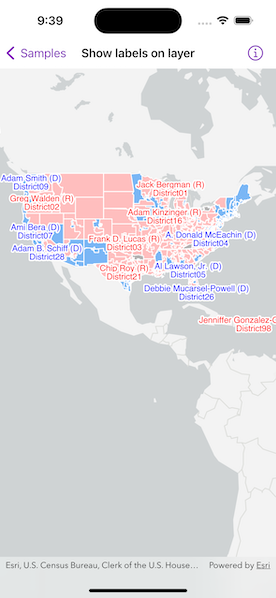 9:39
Samples
Show labels on layer
Adam Smith (D)
District09
Jack Bergman (R)
District01
Greg Walden (R)
District02
Adam Kinzinger (R)
District16
Ami Bera (D)
District07
Frank D. Lucas (R)
District03
A. Donald McEachin (D)
District04
Adam B. Schiff (D)
District28
Chip Roy (R)
District21
Al Lawson, Jr. (D)
District05
Debbie Mucarsel-Powell (D)
District26
Jenniffer Gonzalez-C
District98
Esri, U.S. Census Bureau, Clerk of the U.S. House…
Powered by Esri